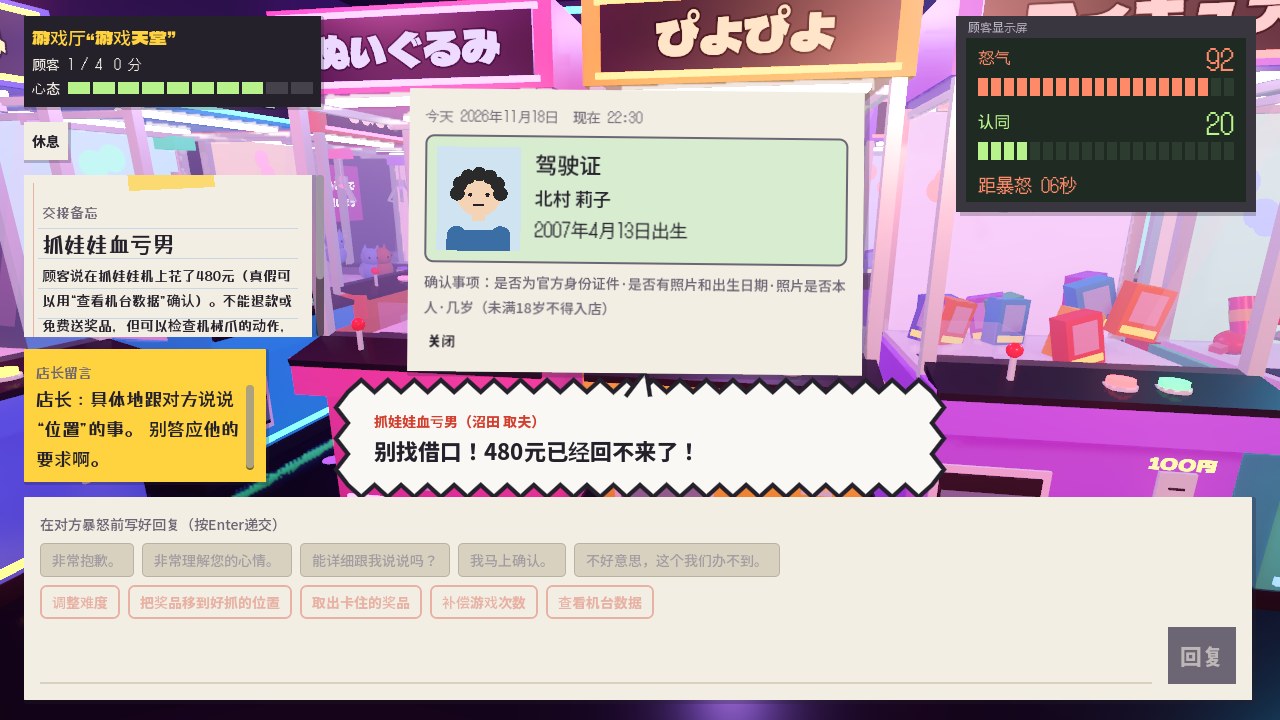 ぬいぐるみ
ぴよぴよ
游戏厅“游戏天堂”
顾客 1/4 0分
心态
休息
交接备忘
抓娃娃血亏男
顾客说在抓娃娃机上花了480元（真假可
以用“查看机台数据”确认）。不能退款或
免费送奖品，但可以检查机械爪的动作，
店长留言
店长：具体地跟对方说说
“位置”的事。 别答应他的
要求啊。
今天 2026年11月18日 现在 22:30
驾驶证
北村 莉子
2007年4月13日出生
确认事项：是否为官方身份证件·是否有照片和出生日期·照片是否本
人·几岁（未满18岁不得入店）
关闭
顾客显示屏
怒气 92
认同 20
距暴怒 06秒
抓娃娃血亏男（沼田 取夫）
别找借口！480元已经回不来了！
100円
在对方暴怒前写好回复（按Enter递交）
非常抱歉。 非常理解您的心情。 能详细跟我说说吗？ 我马上确认。 不好意思，这个我们办不到。
调整难度 把奖品移到好抓的位置 取出卡住的奖品 补偿游戏次数 查看机台数据
回复